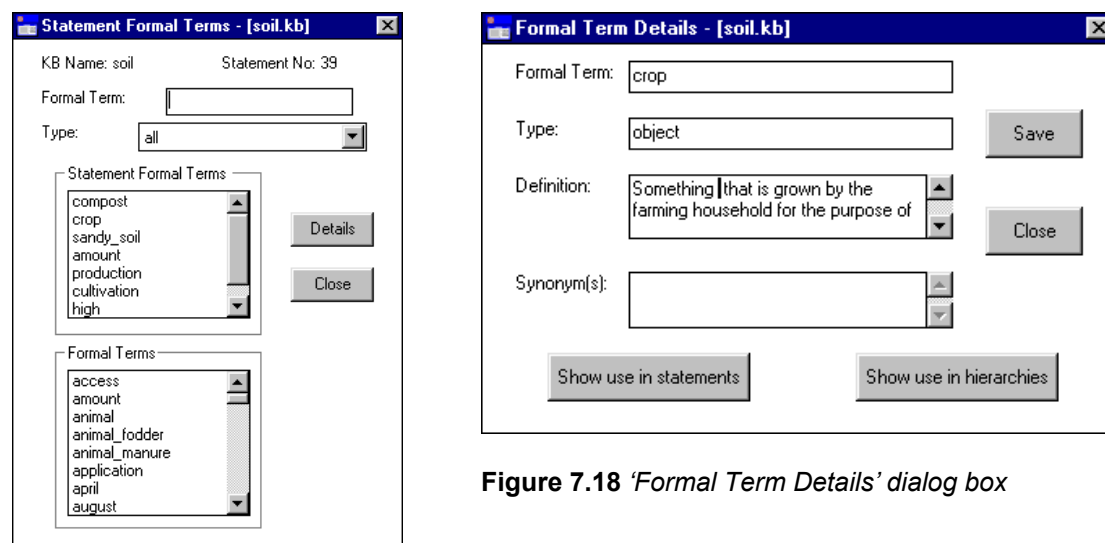 Statement Formal Terms - [soil.kb]
KB Name: soil Statement No: 39
Formal Term:
Type: all
Statement Formal Terms
compost
crop
sandy_soil
amount
production
cultivation
high
Details
Close
Formal Terms
access
amount
animal
animal_fodder
animal_manure
application
april
august
Formal Term Details - [soil.kb]
Formal Term: crop
Type: object
Save
Definition: Something that is grown by the
farming household for the purpose of
Close
Synonym(s):
Show use in statements Show use in hierarchies
Figure 7.18 ‘Formal Term Details’ dialog box